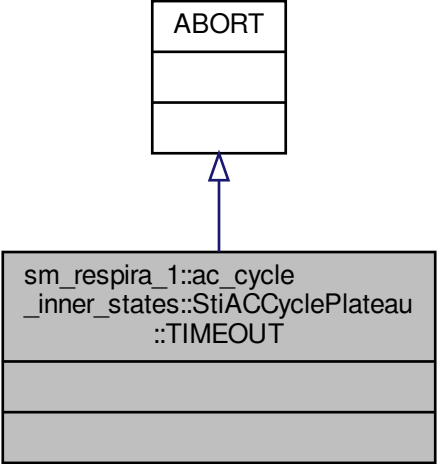 ABORT
sm_respira_1::ac_cycle
_inner_states::StiACCyclePlateau
::TIMEOUT